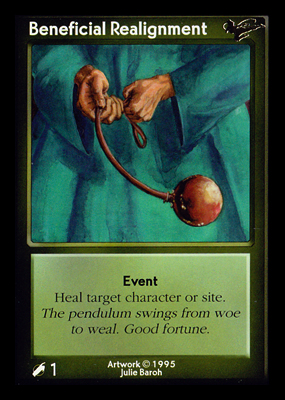 Beneficial Realignment
Event
Heal target character or site.
The pendulum swings from woe
to weal. Good fortune.
1
Artwork © 1995
Julie Baroh